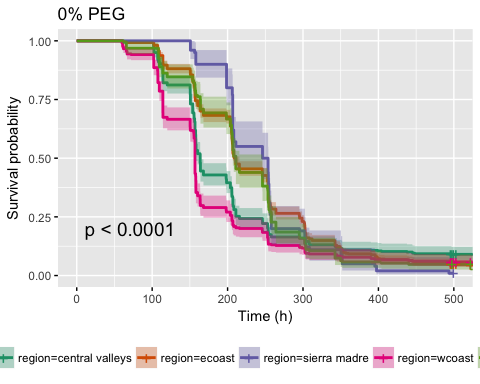 0% PEG
1.00
0.75
0.50
0.25
0.00
Survival probability
p < 0.0001
0 100 200 300 400 500
Time (h)
region=central valleys region=ecoast region=sierra madre region=wcoast